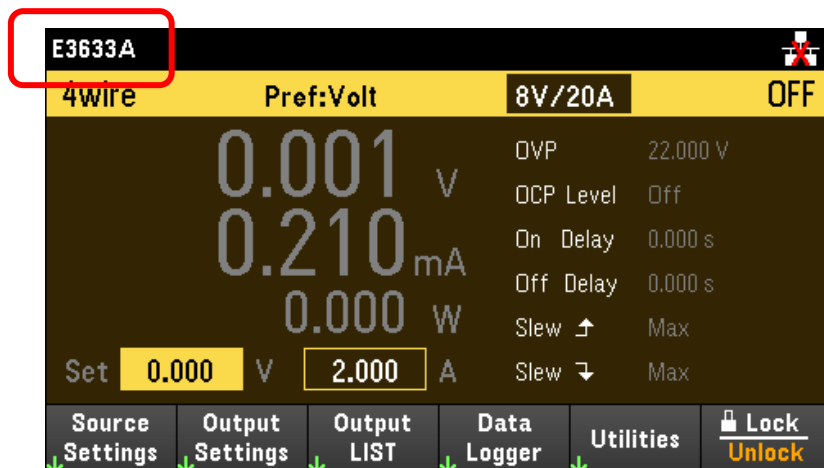 E3633A
4wire Pref:Volt 8V/20A OFF
0.001 V
0.210 mA
0.000 W
OVP 22.000 V
OCP Level Off
On Delay 0.000 s
Off Delay 0.000 s
Slew Max
Slew Max
Set 0.000 V 2.000 A
Source Settings
Output Settings
Output LIST
Data Logger
Utilities
Lock
Unlock